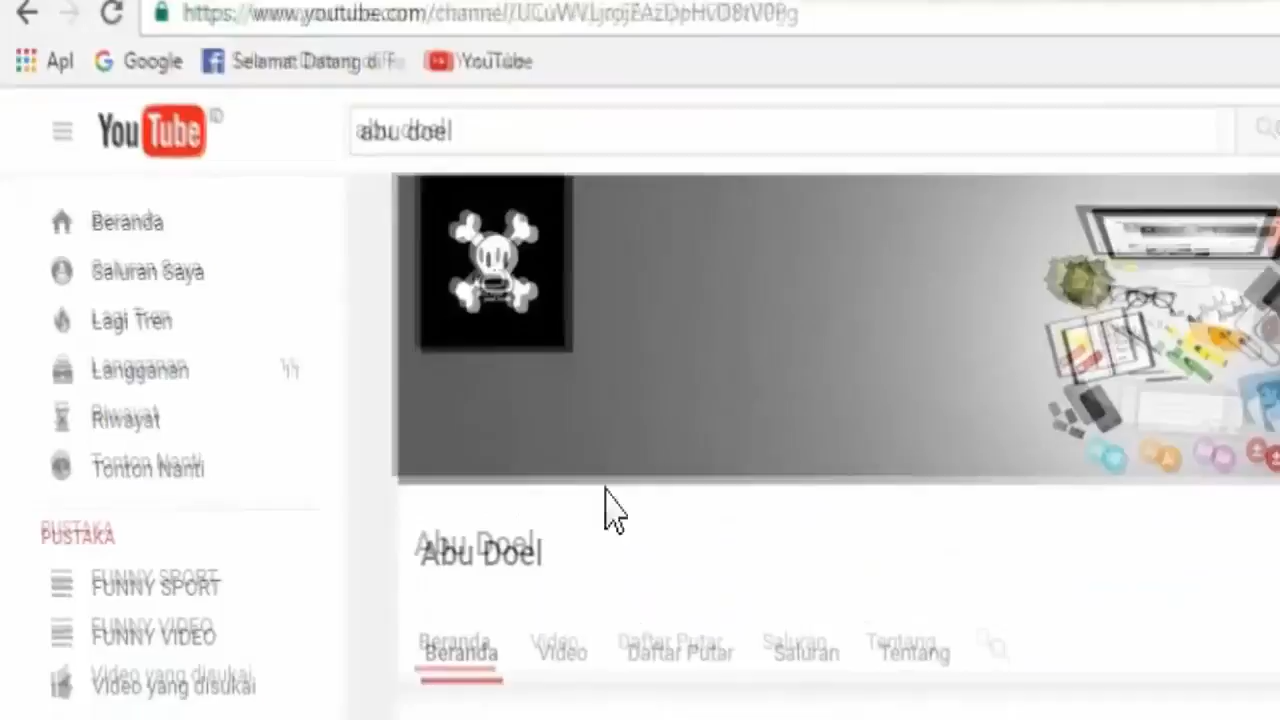 Apl Google Selamat Datang di F YouTube
YouTube ID
abu doel
Beranda
Saluran Saya
Lagi Tren
Langganan
Riwayat
Tonton Nanti
PUSTAKA
FUNNY SPORT
FUNNY VIDEO
Video yang disukai
Abu Doel
Beranda Video Daftar Putar Saluran Tentang